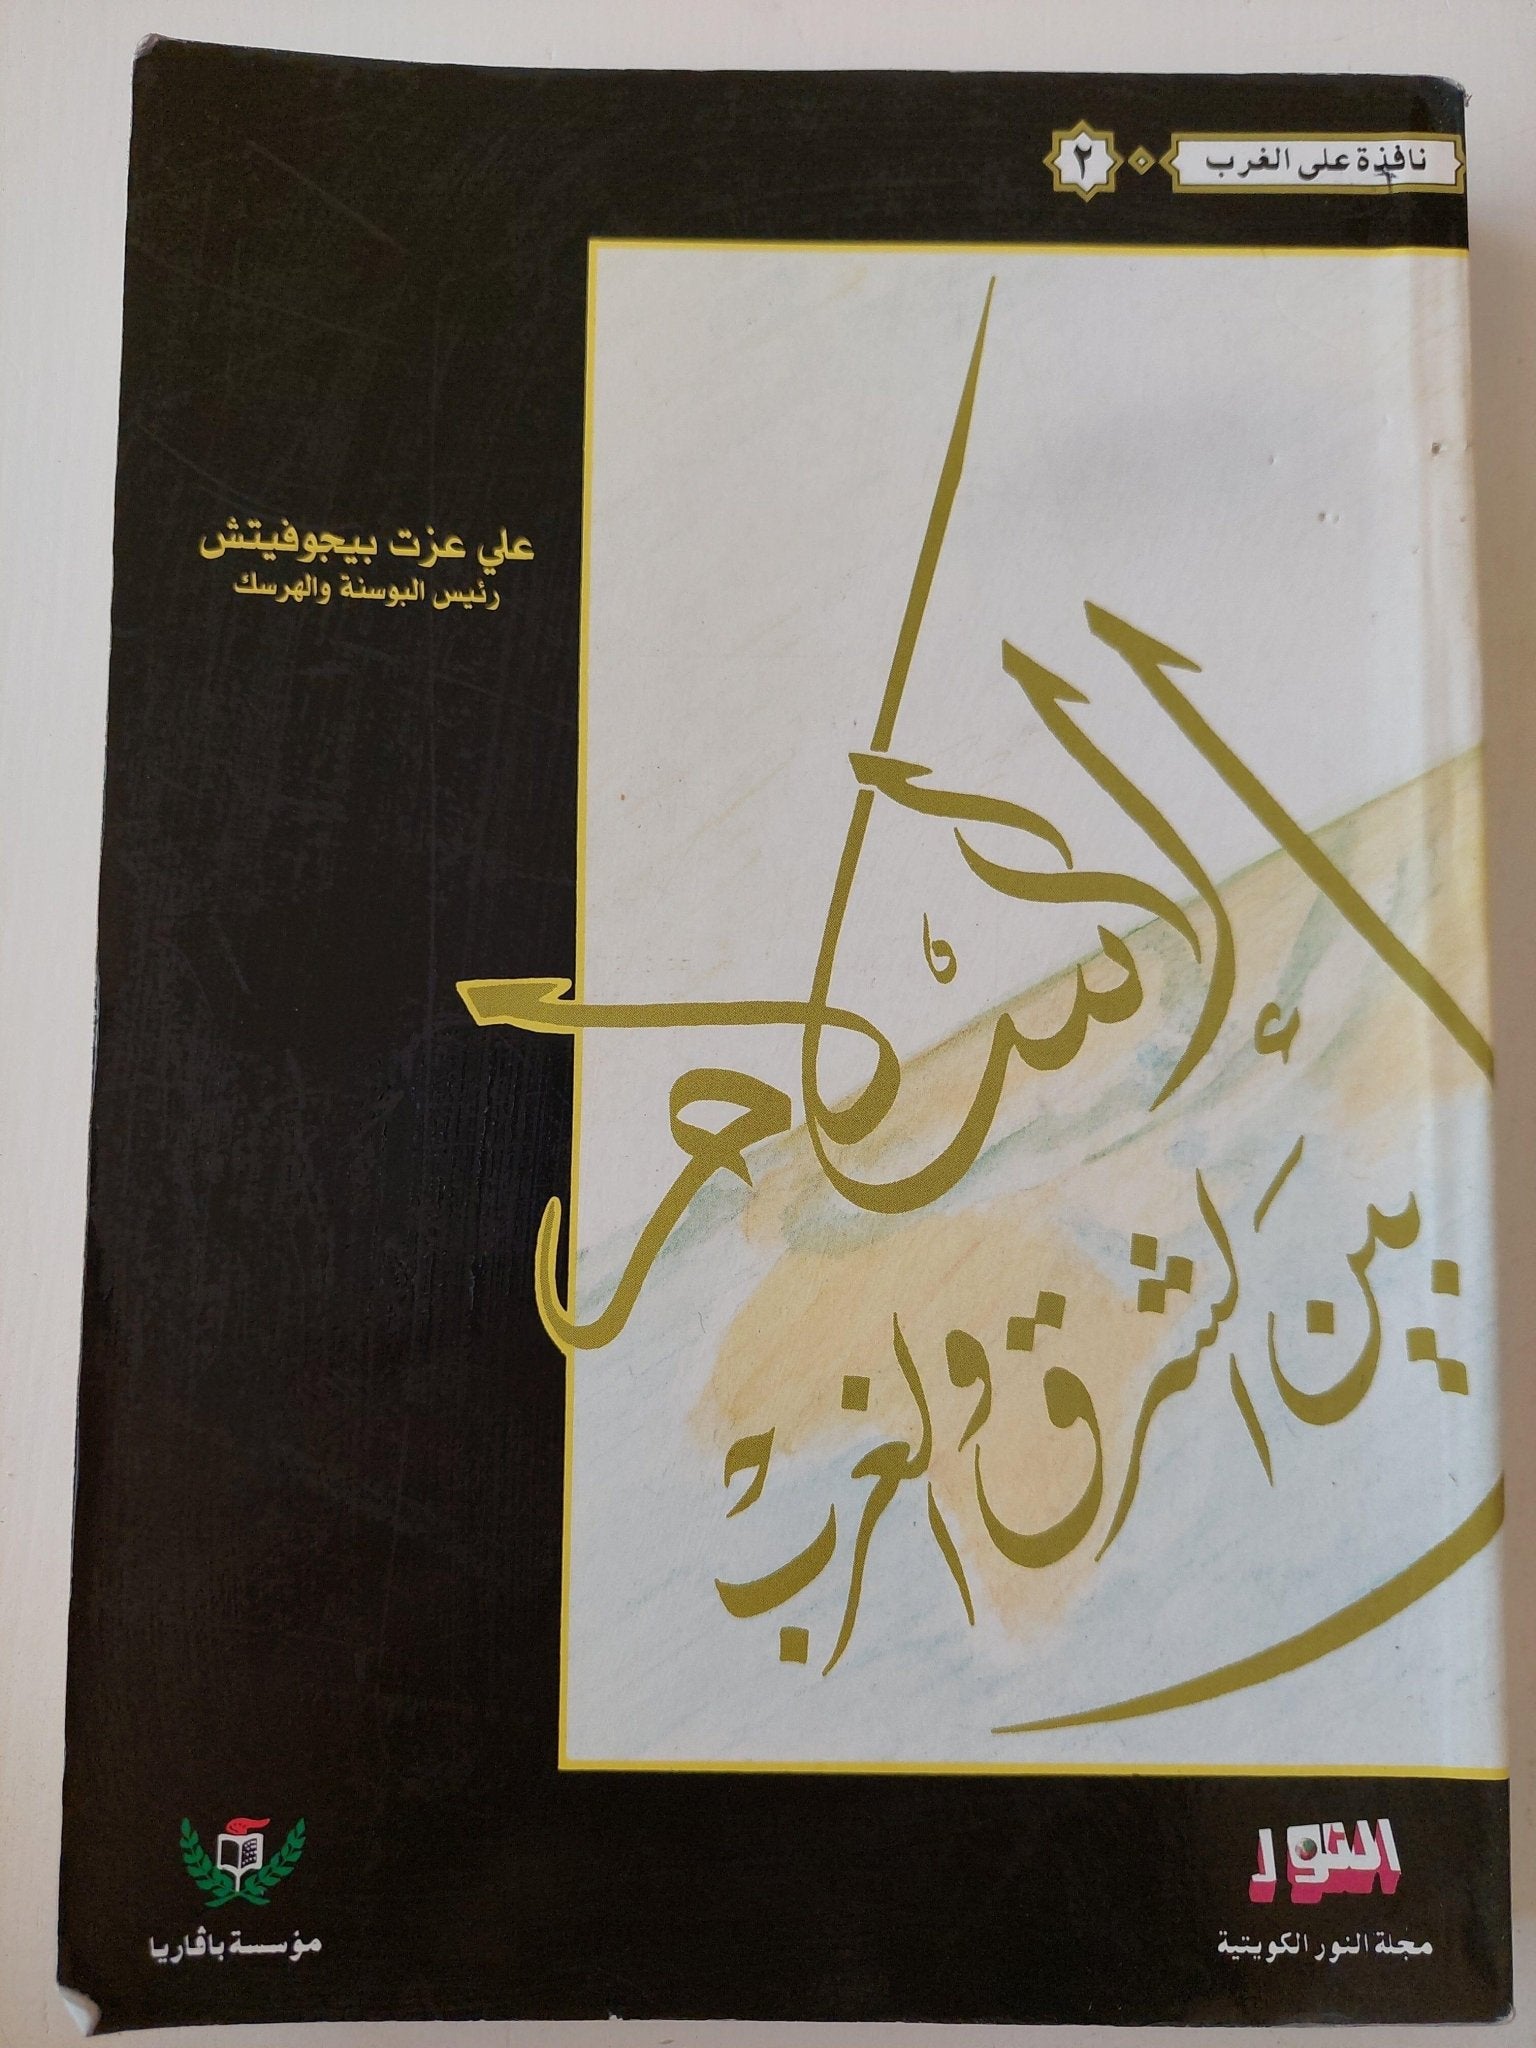 نافذة على الغرب ٢
علي عزت بيجوفيتش
رئيس البوسنة والهرسك
الإسلام
بين الشرق والغرب
النور
مجلة النور الكويتية
مؤسسة باڤاريا